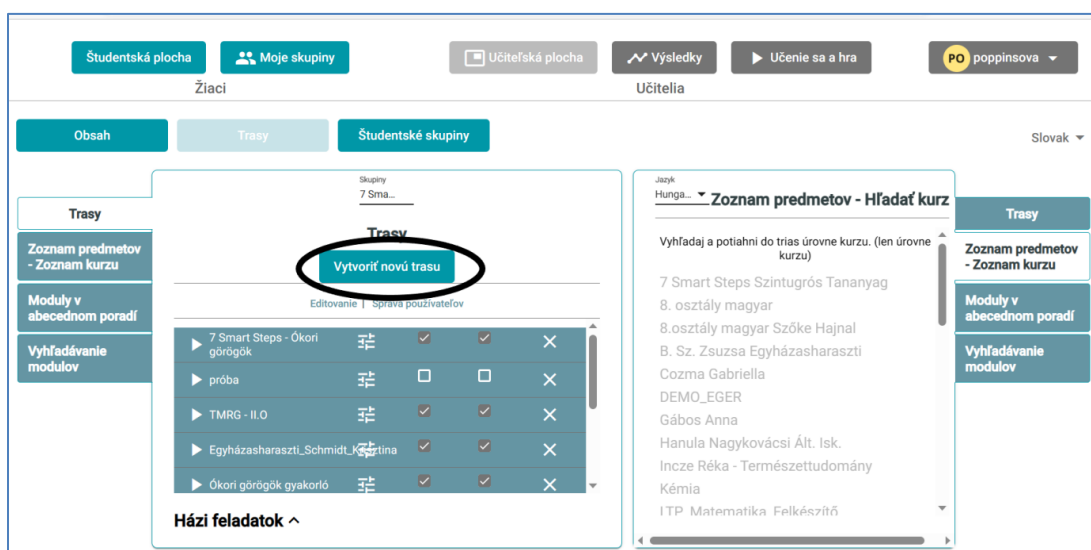 Študentská plocha
Moje skupiny
Učiteľská plocha
Výsledky
Učenie sa a hra
PO poppinsova
Žiaci
Učitelia
Obsah
Trasy
Študentské skupiny
Slovak
Trasy
Zoznam predmetov
- Zoznam kurzu
Moduly v
abecednom poradí
Vyhľadávanie
modulov
Skupiny
7 Sma...
Trasy
Vytvoriť novú trasu
Editovanie | Správa používateľov
7 Smart Steps - Ókori
görögök
próba
TMRG - II.O
Egyházasharaszti_Schmidt_Krisztina
Ókori görögök gyakorló
Házi feladatok
Jazyk
Hunga...
Zoznam predmetov - Hľadať kurz
Vyhľadaj a potiahni do trias úrovne kurzu. (len úrovne
kurzu)
7 Smart Steps Szintugrós Tananyag
8. osztály magyar
8.osztály magyar Szőke Hajnal
B. Sz. Zsuzsa Egyházasharaszti
Cozma Gabriella
DEMO_EGER
Gábos Anna
Hanula Nagykovácsi Ált. Isk.
Incze Réka - Természettudomány
Kémia
LTP Matematika Felkészítő
Trasy
Zoznam predmetov
- Zoznam kurzu
Moduly v
abecednom poradí
Vyhľadávanie
modulov